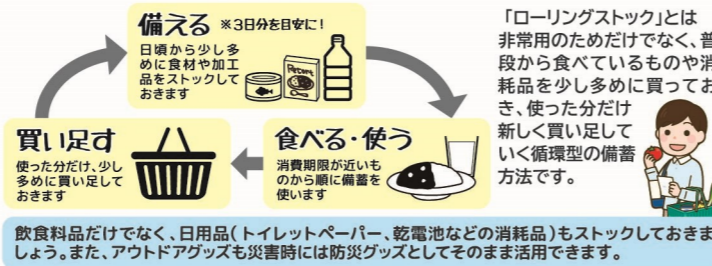 備える ※3日分を目安に!
日頃から少し多
めに食材や加工
品をストックして
おきます
Retort
買い足す
使った分だけ、少し
多めに買い足して
おきます
食べる・使う
消費期限が近いも
のから順に備蓄を
使います
「ローリングストック」とは
非常用のためだけでなく、普
段から食べているものや消
耗品を少し多めに買ってお
き、使った分だけ
新しく買い足して
いく循環型の備蓄
方法です。
飲食料品だけでなく、日用品(トイレットペーパー、乾電池などの消耗品)もストックしておきま
しょう。また、アウトドアグッズも災害時には防災グッズとしてそのまま活用できます。